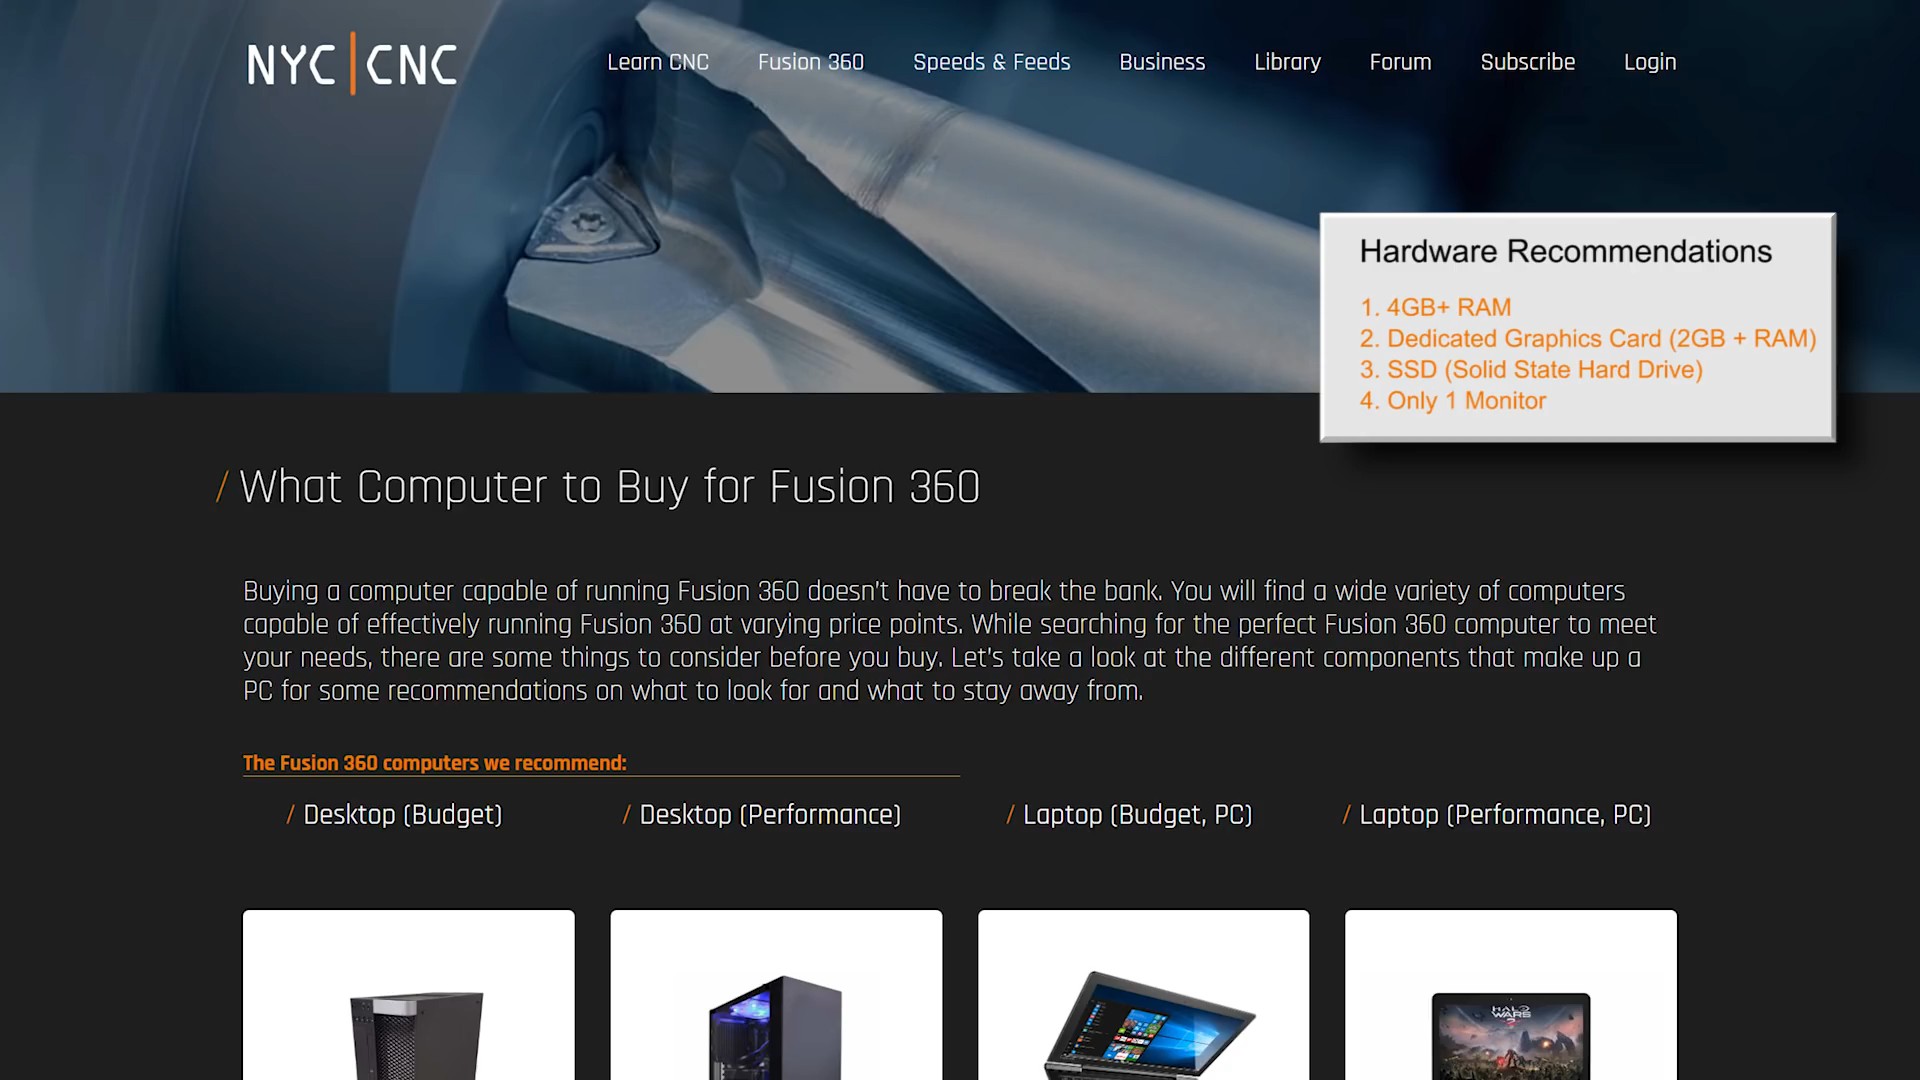 NYC|CNC
Learn CNC Fusion 360 Speeds & Feeds Business Library Forum Subscribe Login
Hardware Recommendations
1. 4GB+ RAM
2. Dedicated Graphics Card (2GB + RAM)
3. SSD (Solid State Hard Drive)
4. Only 1 Monitor
/ What Computer to Buy for Fusion 360
Buying a computer capable of running Fusion 360 doesn't have to break the bank. You will find a wide variety of computers
capable of effectively running Fusion 360 at varying price points. While searching for the perfect Fusion 360 computer to meet
your needs, there are some things to consider before you buy. Let's take a look at the different components that make up a
PC for some recommendations on what to look for and what to stay away from.
The Fusion 360 computers we recommend:
/ Desktop (Budget) / Desktop (Performance) / Laptop (Budget, PC) / Laptop (Performance, PC)
HALO
WARS
2